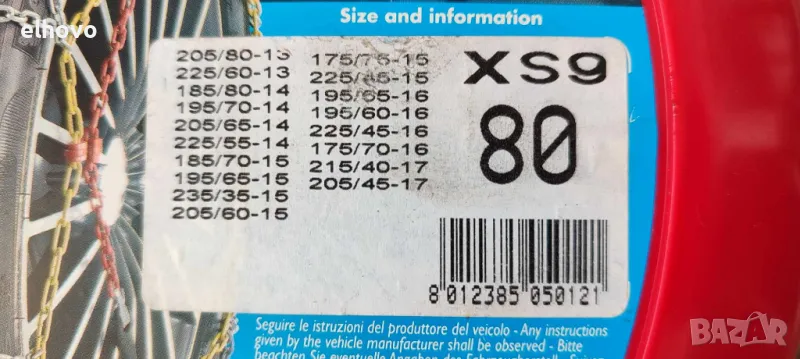 elhovo
Size and information
205/80-13
225/60-13
185/80-14
195/70-14
205/65-14
225/55-14
185/70-15
195/65-15
235/35-15
205/60-15
175/75-15
195/65-16
195/60-16
225/45-16
175/70-16
215/40-17
205/45-17
XS9
80
8 012385 050121
Seguire le istruzioni del produttore del veicolo - Any instructions
given by the vehicle manufacturer shall be observed - Bitte
beachten Sie eventuelle Angaben des
BAZAR.bg